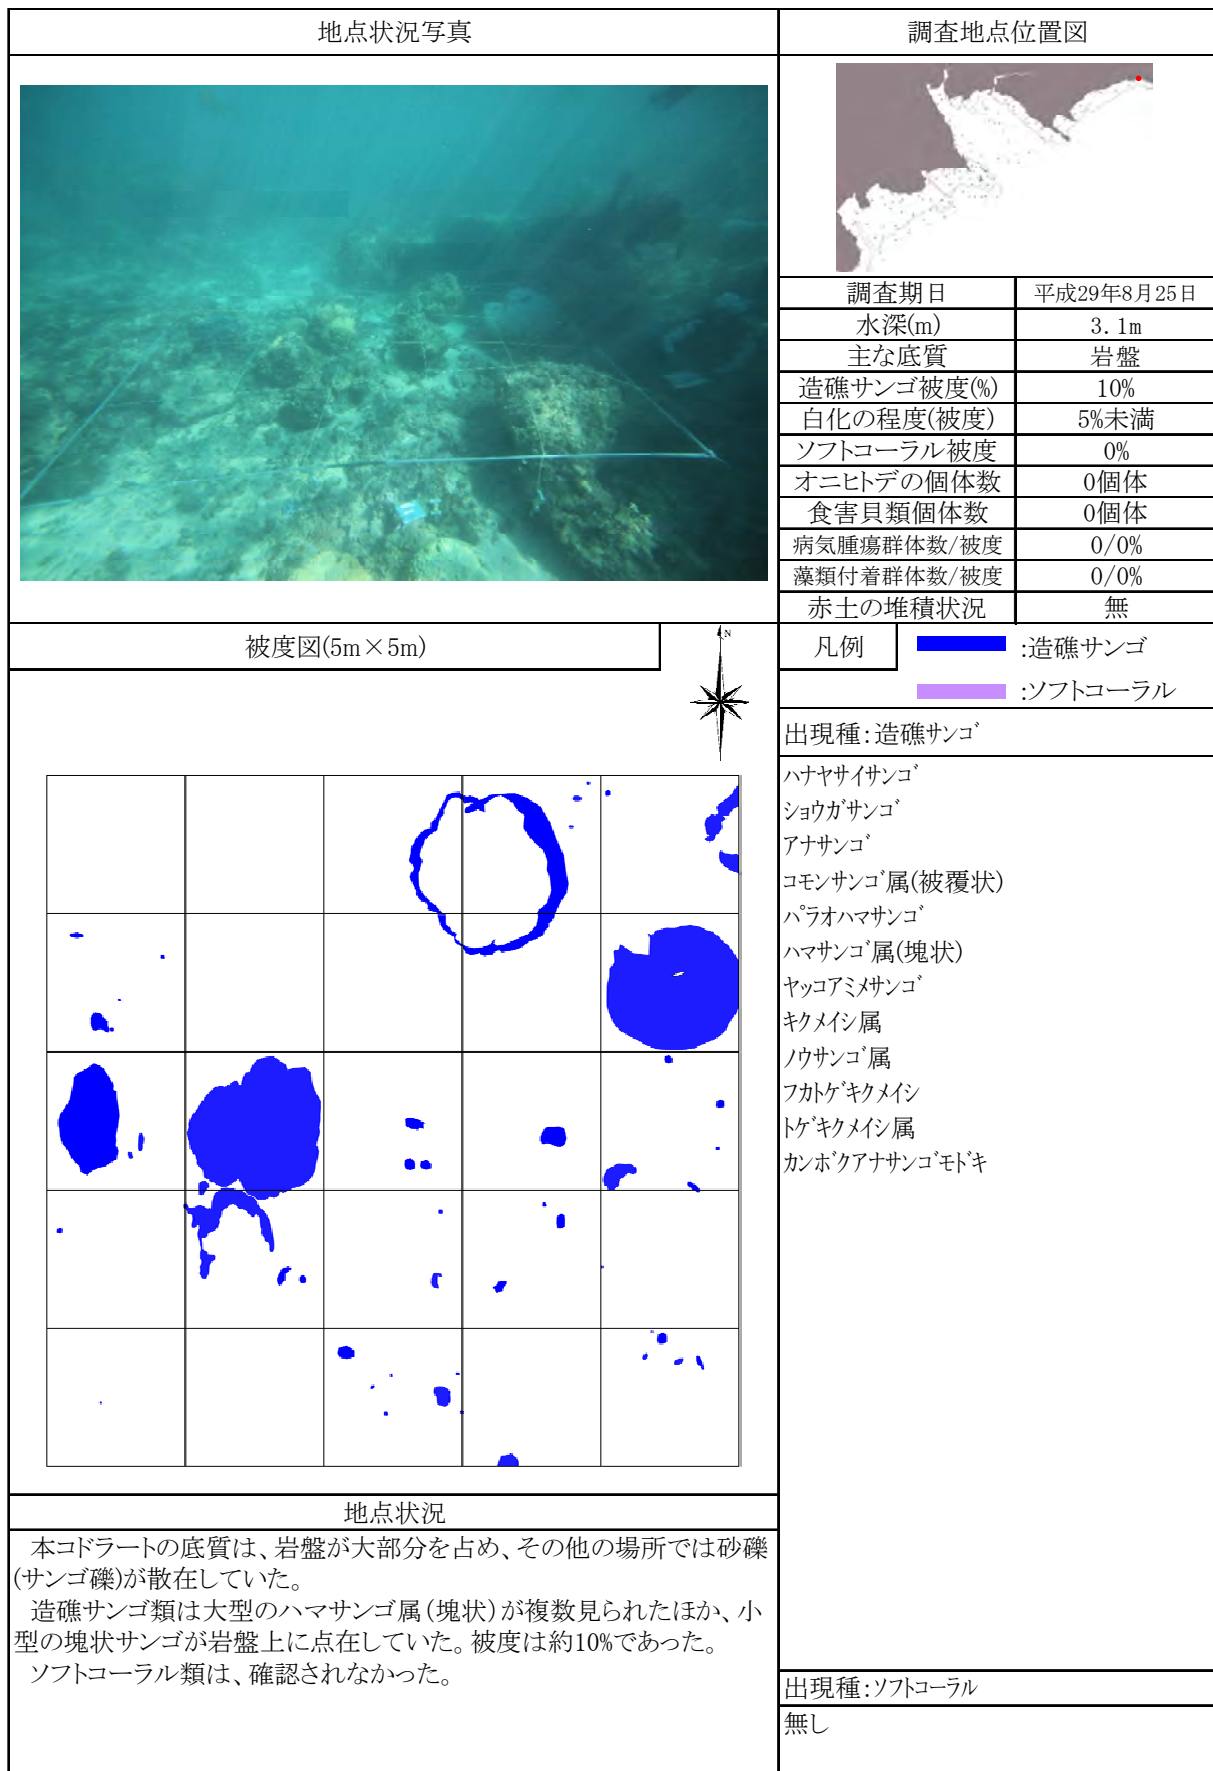 地点状況写真
調査地点位置図
調査期日 平成29年8月25日
水深(m) 3.1m
主な底質 岩盤
造礁サンゴ被度(%) 10%
白化の程度(被度) 5%未満
ソフトコーラル被度 0%
オニヒトデの個体数 0個体
食害貝類個体数 0個体
病気腫瘍群体数/被度 0/0%
藻類付着群体数/被度 0/0%
赤土の堆積状況 無
被度図(5m×5m)
N
凡例 :造礁サンゴ
:ソフトコーラル
出現種:造礁ｻﾝｺﾞ
ﾊﾅﾔｻｲｻﾝｺﾞ
ｼｮｳｶﾞｻﾝｺﾞ
ｱﾅｻﾝｺﾞ
ｺﾓﾝｻﾝｺﾞ属(被覆状)
ﾊﾟﾗｵﾊﾏｻﾝｺﾞ
ﾊﾏｻﾝｺﾞ属(塊状)
ﾔｯｺｱﾐﾒｻﾝｺﾞ
ｷｸﾒｲｼ属
ﾉｳｻﾝｺﾞ属
ﾌｶﾄｹﾞｷｸﾒｲｼ
ﾄｹﾞｷｸﾒｲｼ属
ｶﾝﾎﾞｸｱﾅｻﾝｺﾞﾓﾄﾞｷ
地点状況
本コドラートの底質は、岩盤が大部分を占め、その他の場所では砂礫
(サンゴ礫)が散在していた。
造礁サンゴ類は大型のハマサンゴ属(塊状)が複数見られたほか、小
型の塊状サンゴが岩盤上に点在していた。被度は約10%であった。
ソフトコーラル類は、確認されなかった。
出現種:ｿﾌﾄｺｰﾗﾙ
無し